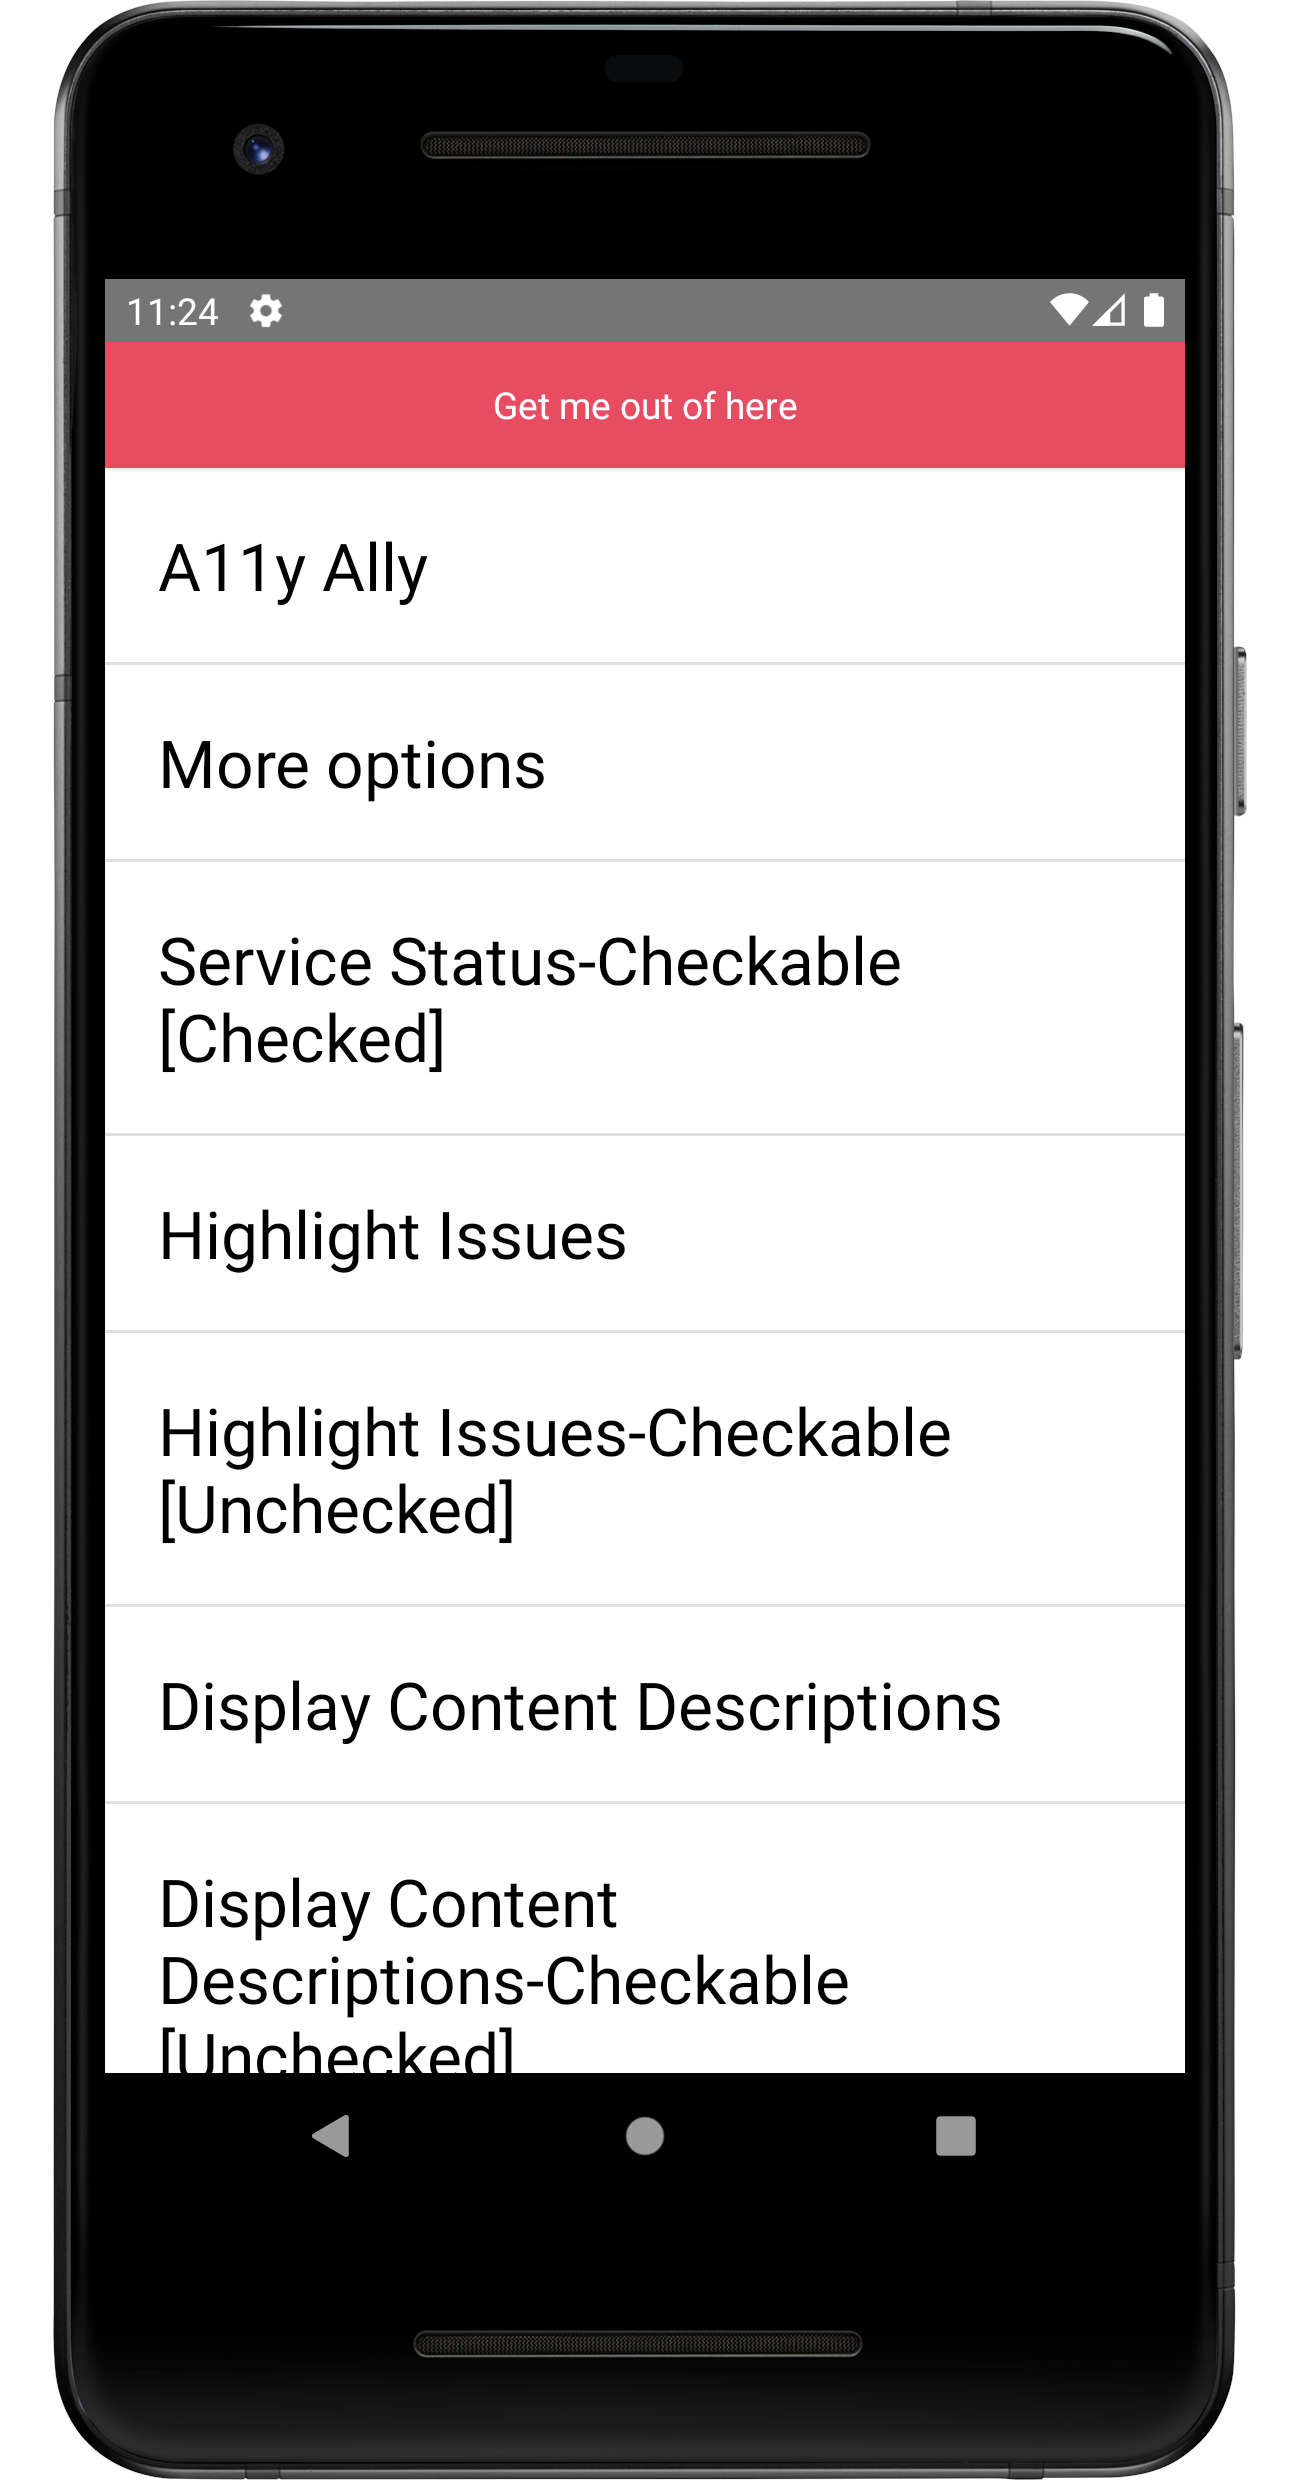 11:24
Get me out of here
A11y Ally
More options
Service Status-Checkable
[Checked]
Highlight Issues
Highlight Issues-Checkable
[Unchecked]
Display Content Descriptions
Display Content
Descriptions-Checkable
[Unchecked]